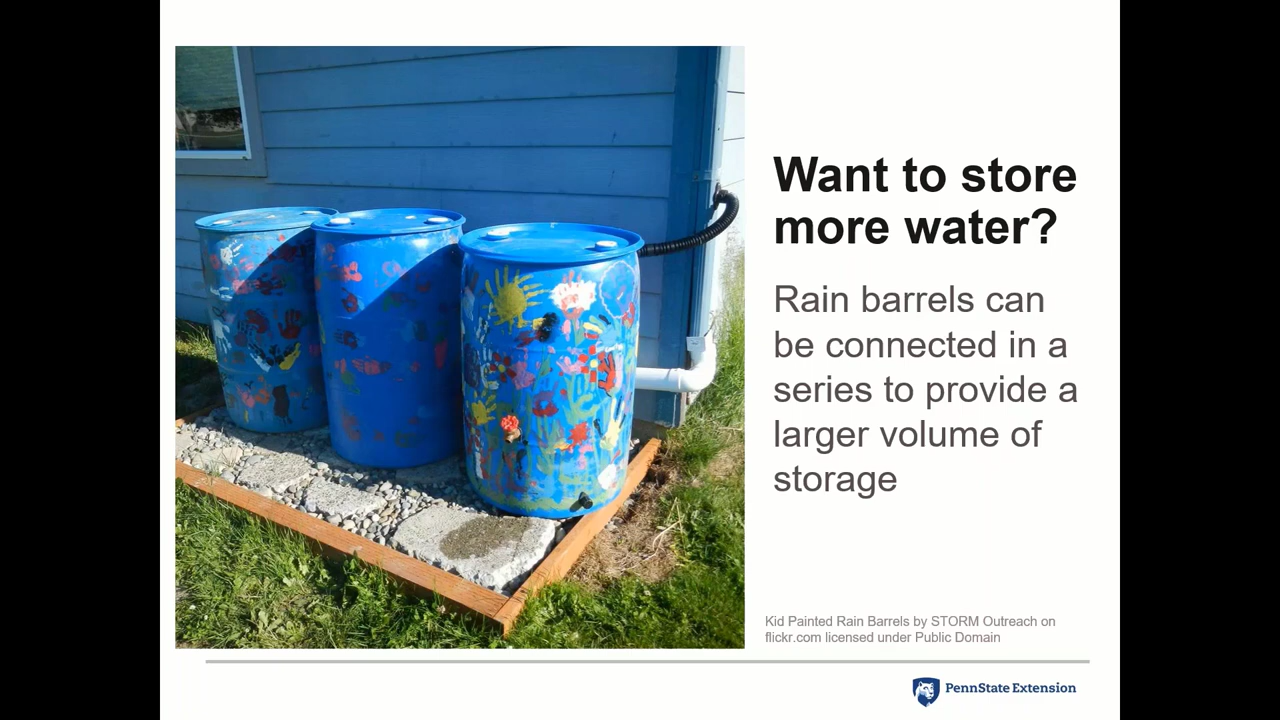 Want to store
more water?
Rain barrels can
be connected in a
series to provide a
larger volume of
storage
Kid Painted Rain Barrels by STORM Outreach on
flickr.com licensed under Public Domain
PennState Extension